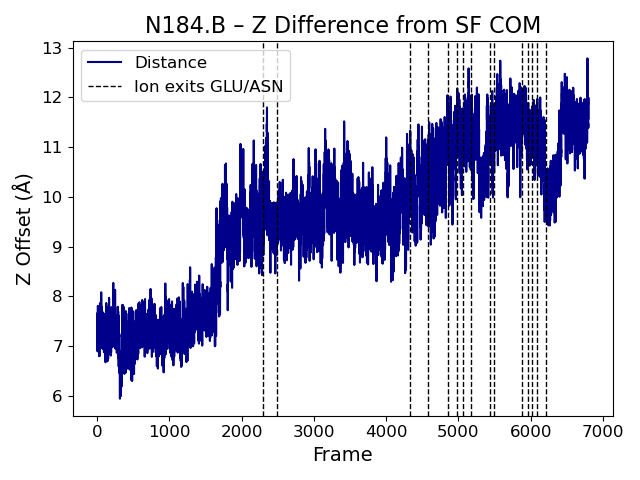 N184.B – Z Difference from SF COM
Distance
Ion exits GLU/ASN
Z Offset (Å)
13
12
11
10
9
8
7
6
0 1000 2000 3000 4000 5000 6000 7000
Frame